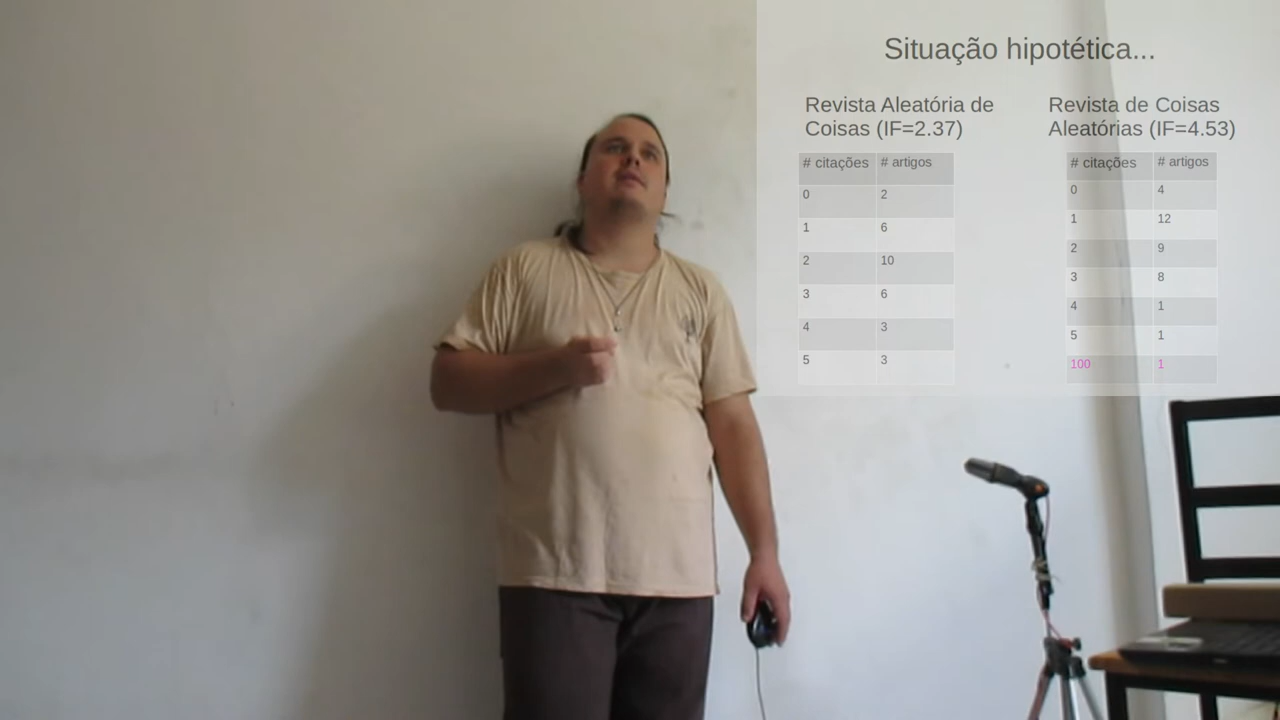 Situação hipotética...
Revista Aleatória de
Coisas (IF=2.37)
# citações # artigos
0 2
1 6
2 10
3 6
4 3
5 3
Revista de Coisas
Aleatórias (IF=4.53)
# citações # artigos
0 4
1 12
2 9
3 8
4 1
5 1
100 1